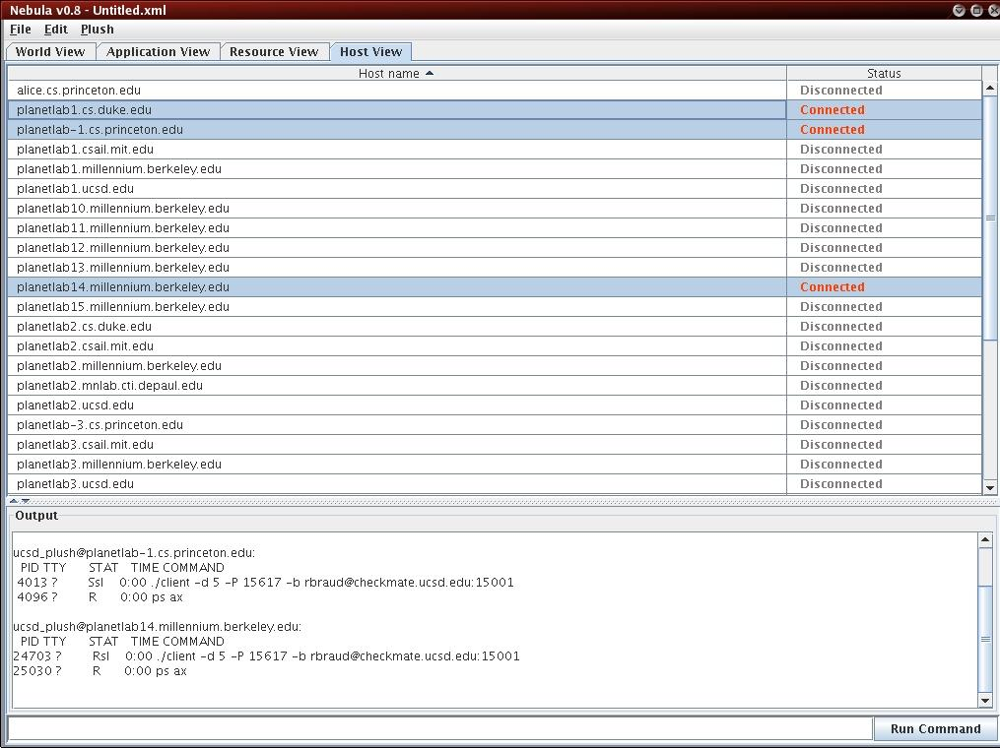 Nebula v0.8 - Untitled.xml
File Edit Plush
World View Application View Resource View Host View
Host name Status
alice.cs.princeton.edu Disconnected
planetlab1.cs.duke.edu Connected
planetlab-1.cs.princeton.edu Connected
planetlab1.csail.mit.edu Disconnected
planetlab1.millennium.berkeley.edu Disconnected
planetlab1.ucsd.edu Disconnected
planetlab10.millennium.berkeley.edu Disconnected
planetlab11.millennium.berkeley.edu Disconnected
planetlab12.millennium.berkeley.edu Disconnected
planetlab13.millennium.berkeley.edu Disconnected
planetlab14.millennium.berkeley.edu Connected
planetlab15.millennium.berkeley.edu Disconnected
planetlab2.cs.duke.edu Disconnected
planetlab2.csail.mit.edu Disconnected
planetlab2.millennium.berkeley.edu Disconnected
planetlab2.mnlab.cti.depaul.edu Disconnected
planetlab2.ucsd.edu Disconnected
planetlab-3.cs.princeton.edu Disconnected
planetlab3.csail.mit.edu Disconnected
planetlab3.millennium.berkeley.edu Disconnected
planetlab3.ucsd.edu Disconnected
Output
ucsd_plush@planetlab-1.cs.princeton.edu:
PID TTY STAT TIME COMMAND
4013 ? Ssl 0:00 ./client -d 5 -P 15617 -b rbraud@checkmate.ucsd.edu:15001
4096 ? R 0:00 ps ax
ucsd_plush@planetlab14.millennium.berkeley.edu:
PID TTY STAT TIME COMMAND
24703 ? Rsl 0:00 ./client -d 5 -P 15617 -b rbraud@checkmate.ucsd.edu:15001
25030 ? R 0:00 ps ax
Run Command